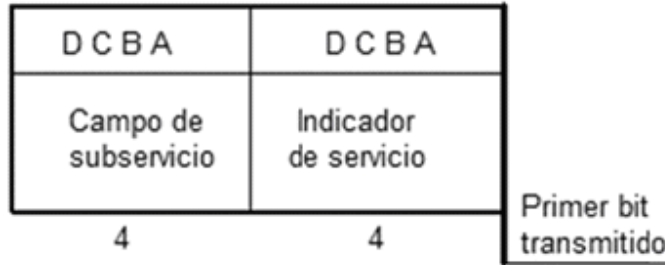 D C B A D C B A
Campo de
subservicio
Indicador
de servicio
4 4
Primer bit
transmitido